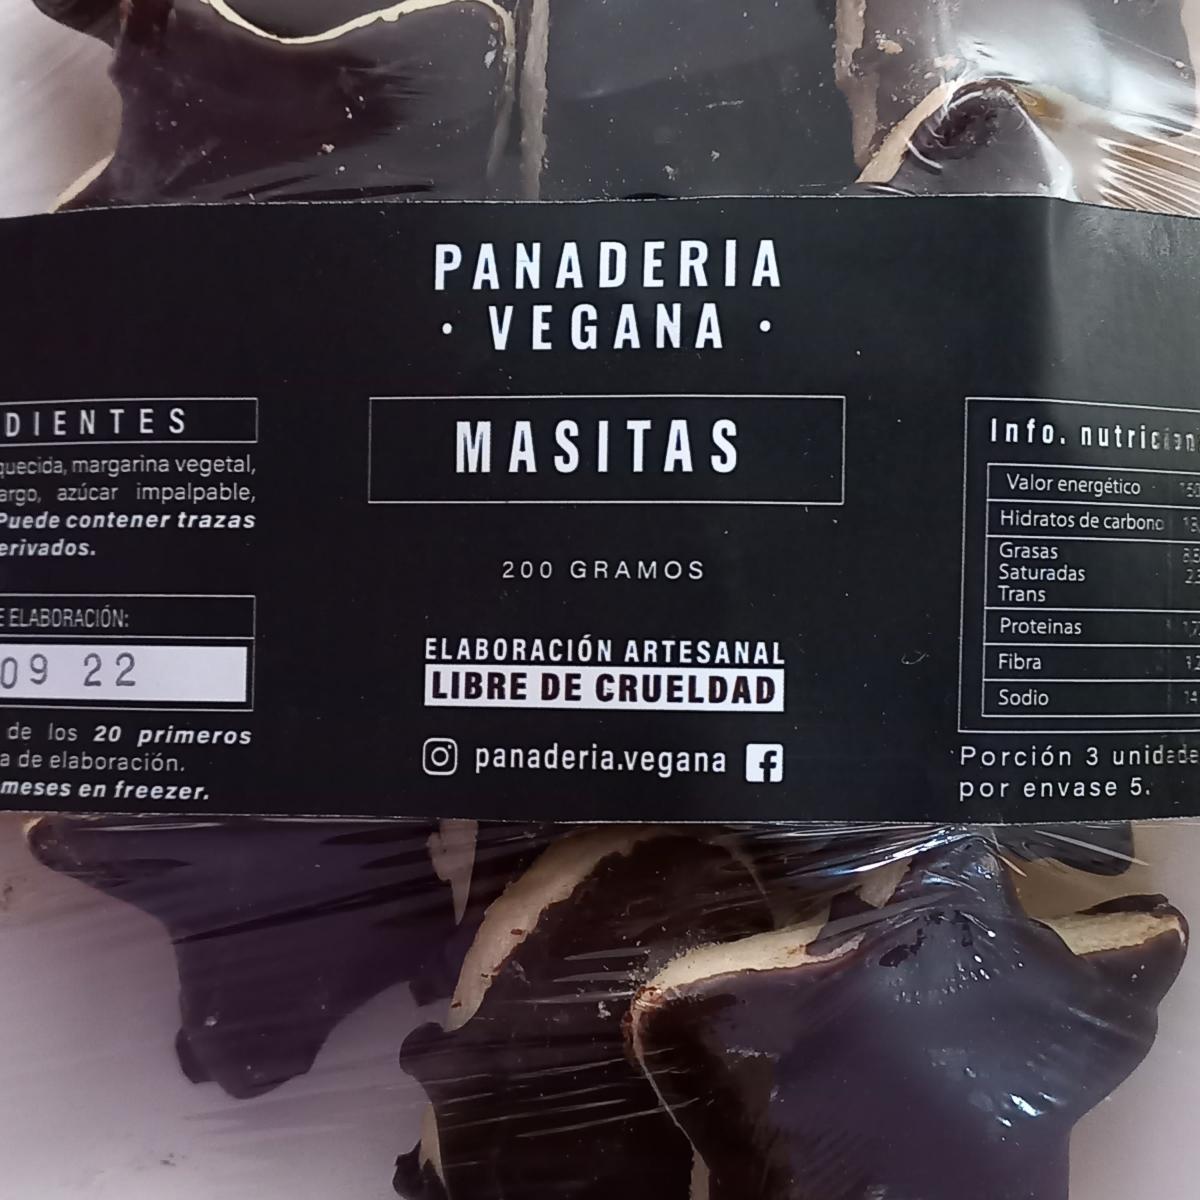 PANADERIA
· VEGANA ·
MASITAS
200 GRAMOS
ELABORACIÓN ARTESANAL
LIBRE DE CRUELDAD
panaderia.vegana
DIENTES
quecida, margarina vegetal,
argo, azúcar impalpable,
Puede contener trazas
erivados.
E ELABORACIÓN:
09 22
de los 20 primeros
a de elaboración.
meses en freezer.
Info. nutricion
Valor energético
Hidratos de carbono
Grasas
Saturadas
Trans
Proteinas
Fibra
Sodio
Porción 3 unidade
por envase 5.